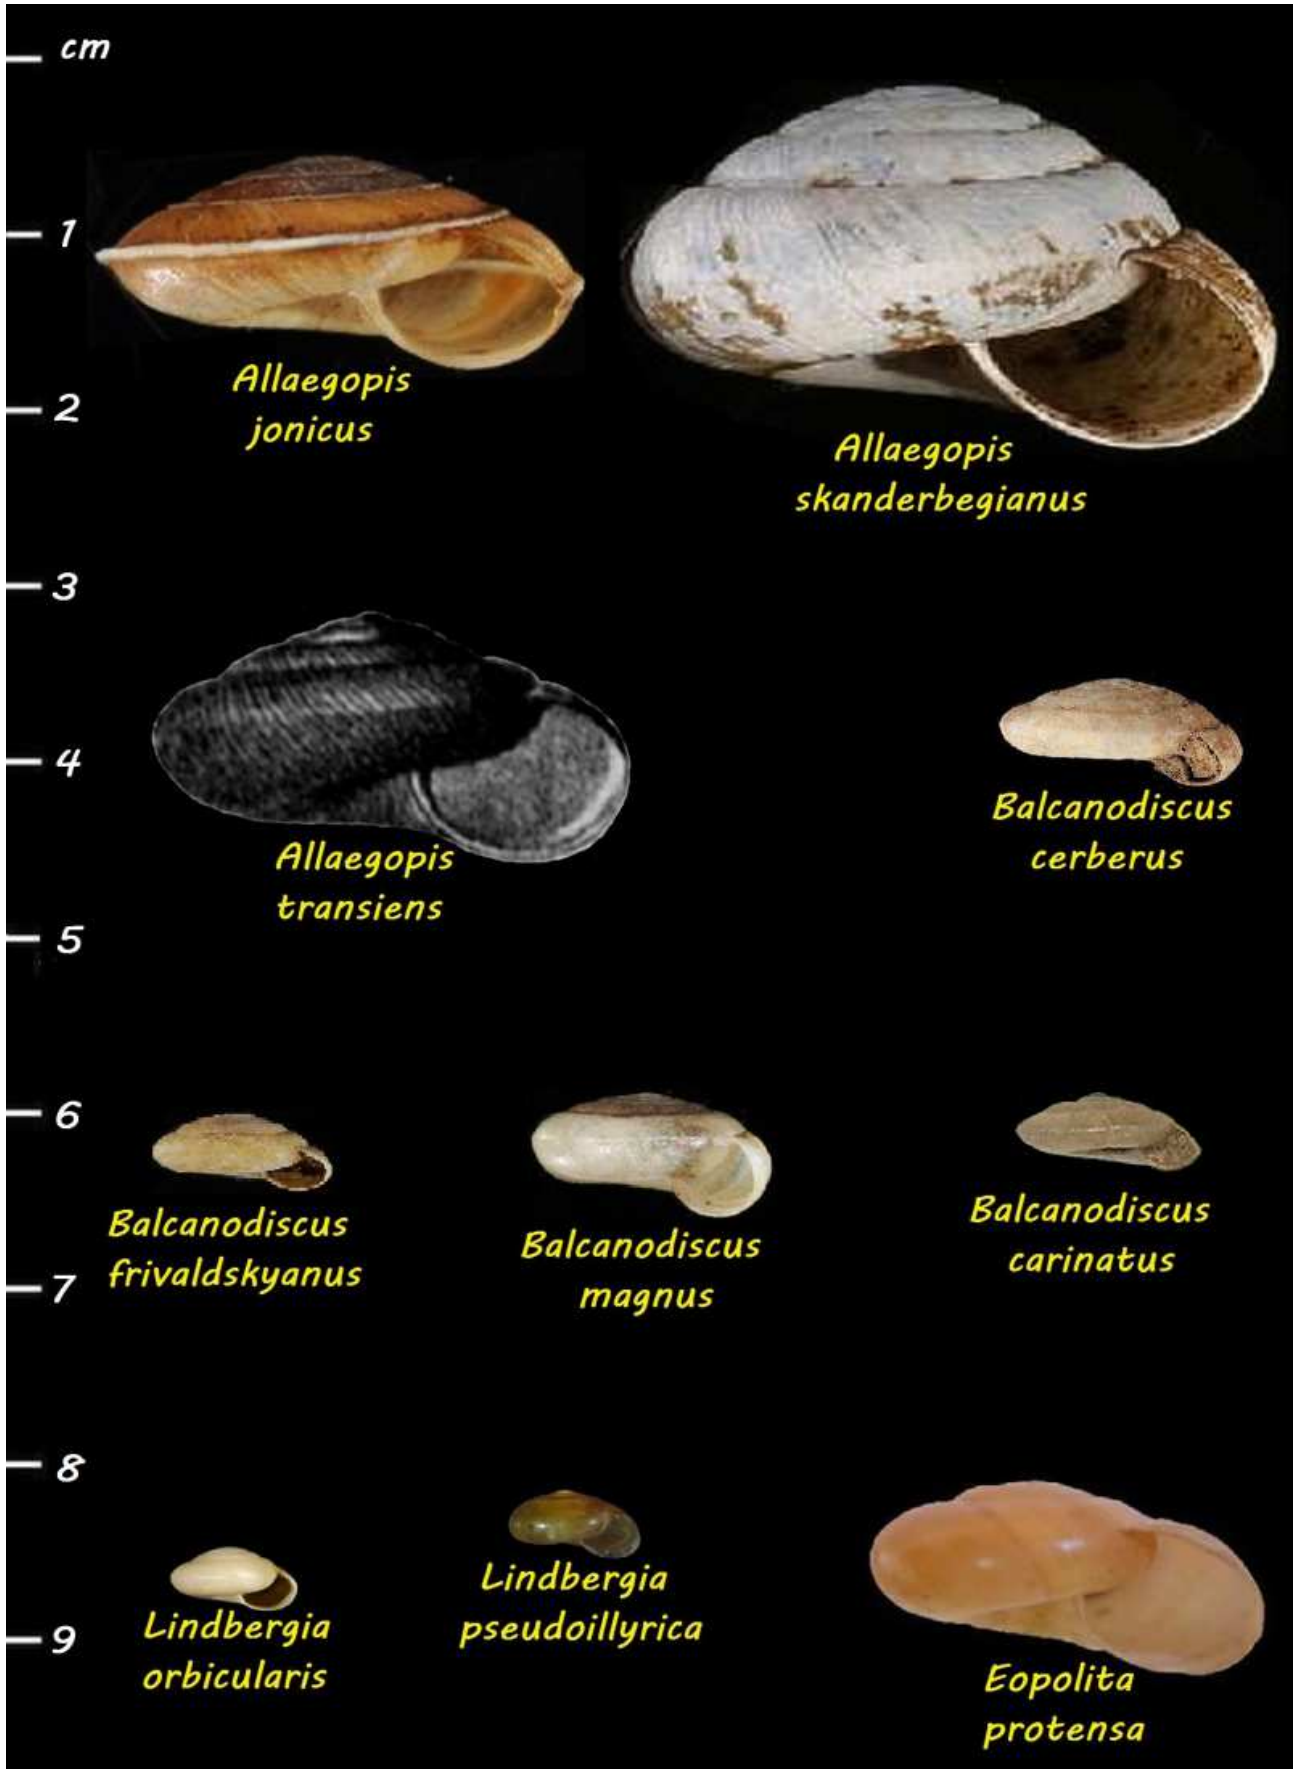 cm
1
Allaegopis
jonicus
2
Allaegopis
skanderbegianus
3
4
Balcanodiscus
cerberus
Allaegopis
transiens
5
6
Balcanodiscus
frivaldskyanus
Balcanodiscus
magnus
Balcanodiscus
carinatus
7
8
Lindbergia
orbicularis
Lindbergia
pseudoillyrica
9
Eopolita
protensa